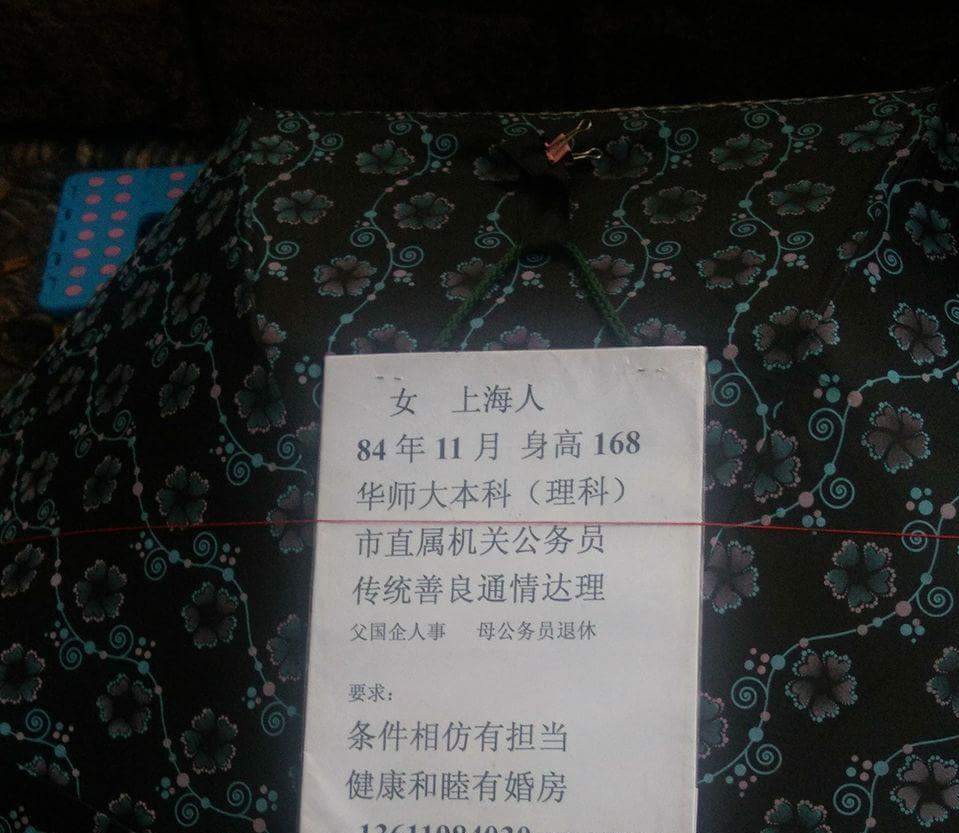 女 上海人
84年11月 身高168
华师大本科（理科）
市直属机关公务员
传统善良通情达理
父国企人事 母公务员退休
要求：
条件相仿有担当
健康和睦有婚房